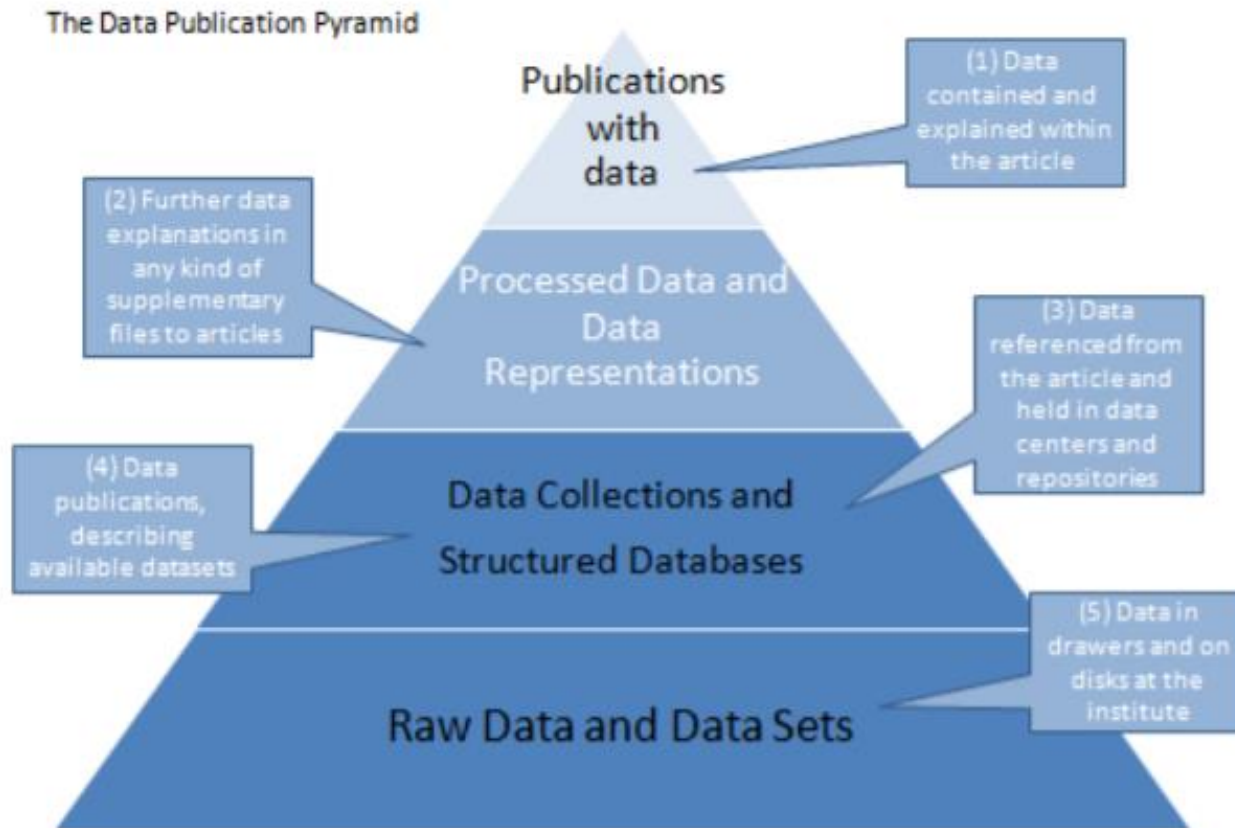 The Data Publication Pyramid
Publications
with
data
(1) Data
contained and
explained within
the article
(2) Further data
explanations in
any kind of
supplementary
files to articles
Processed Data and
Data
Representations
(3) Data
referenced from
the article and
held in data
centers and
repositories
(4) Data
publications,
describing
available datasets
Data Collections and
Structured Databases
(5) Data in
drawers and on
disks at the
institute
Raw Data and Data Sets